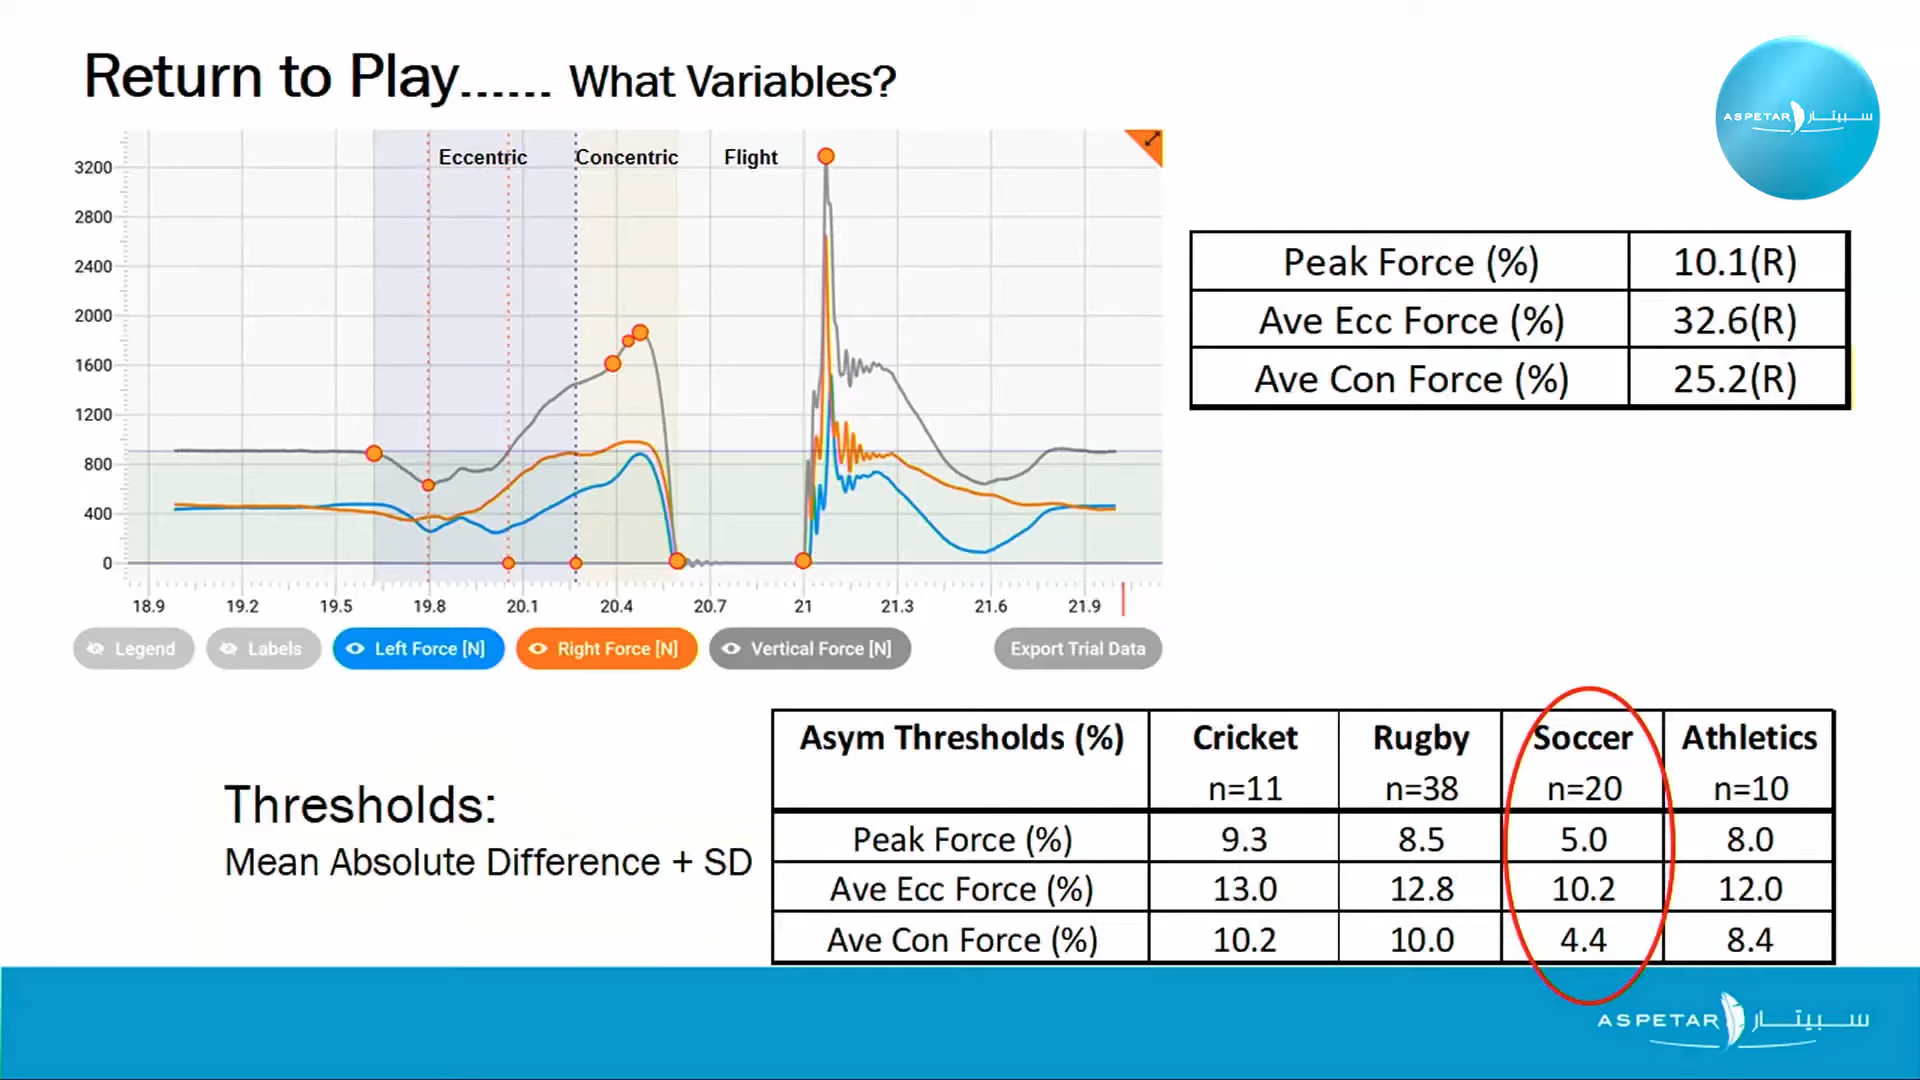 Return to Play...... What Variables?
ASPETAR سبيتار
Eccentric Concentric Flight
3200
2800
2400
2000
1600
1200
800
400
0
18.9 19.2 19.5 19.8 20.1 20.4 20.7 21 21.3 21.6 21.9
Legend Labels Left Force [N] Right Force [N] Vertical Force [N] Export Trial Data
Peak Force (%) 10.1(R)
Ave Ecc Force (%) 32.6(R)
Ave Con Force (%) 25.2(R)
Thresholds:
Mean Absolute Difference + SD
Asym Thresholds (%) Cricket Rugby Soccer Athletics
n=11 n=38 n=20 n=10
Peak Force (%) 9.3 8.5 5.0 8.0
Ave Ecc Force (%) 13.0 12.8 10.2 12.0
Ave Con Force (%) 10.2 10.0 4.4 8.4
ASPETAR سبيتار